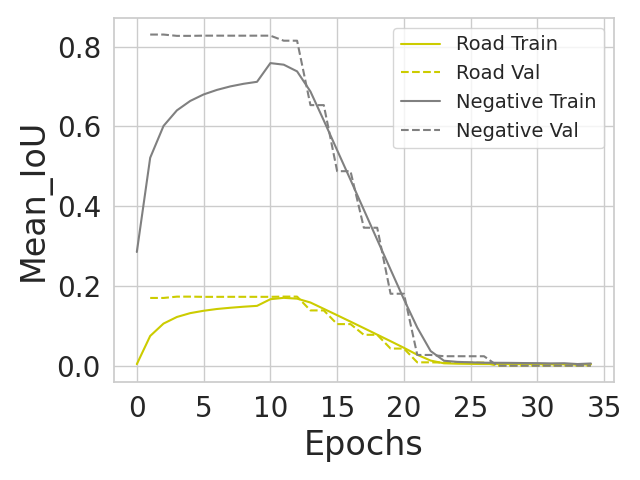 Mean_IoU
0.8
0.6
0.4
0.2
0.0
Road Train
Road Val
Negative Train
Negative Val
0 5 10 15 20 25 30 35
Epochs